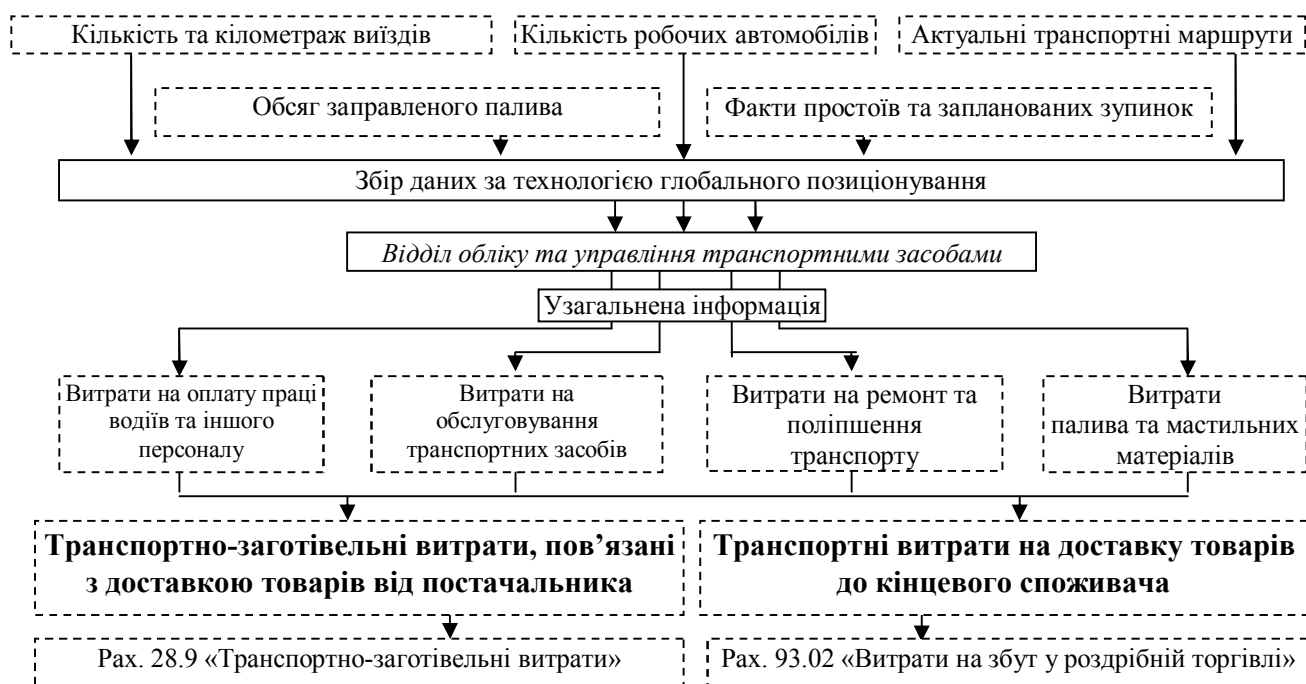 Кількість та кілометраж виїздів
Кількість робочих автомобілів
Актуальні транспортні маршрути
Обсяг заправленого палива
Факти простоїв та запланованих зупинок
Збір даних за технологією глобального позиціонування
Відділ обліку та управління транспортними засобами
Узагальнена інформація
Витрати на оплату праці
водіїв та іншого
персоналу
Витрати на
обслуговування
транспортних засобів
Витрати на ремонт та
поліпшення
транспорту
Витрати
палива та мастильних
матеріалів
Транспортно-заготівельні витрати, пов’язані
з доставкою товарів від постачальника
Транспортні витрати на доставку товарів
до кінцевого споживача
Рах. 28.9 «Транспортно-заготівельні витрати»
Рах. 93.02 «Витрати на збут у роздрібній торгівлі»